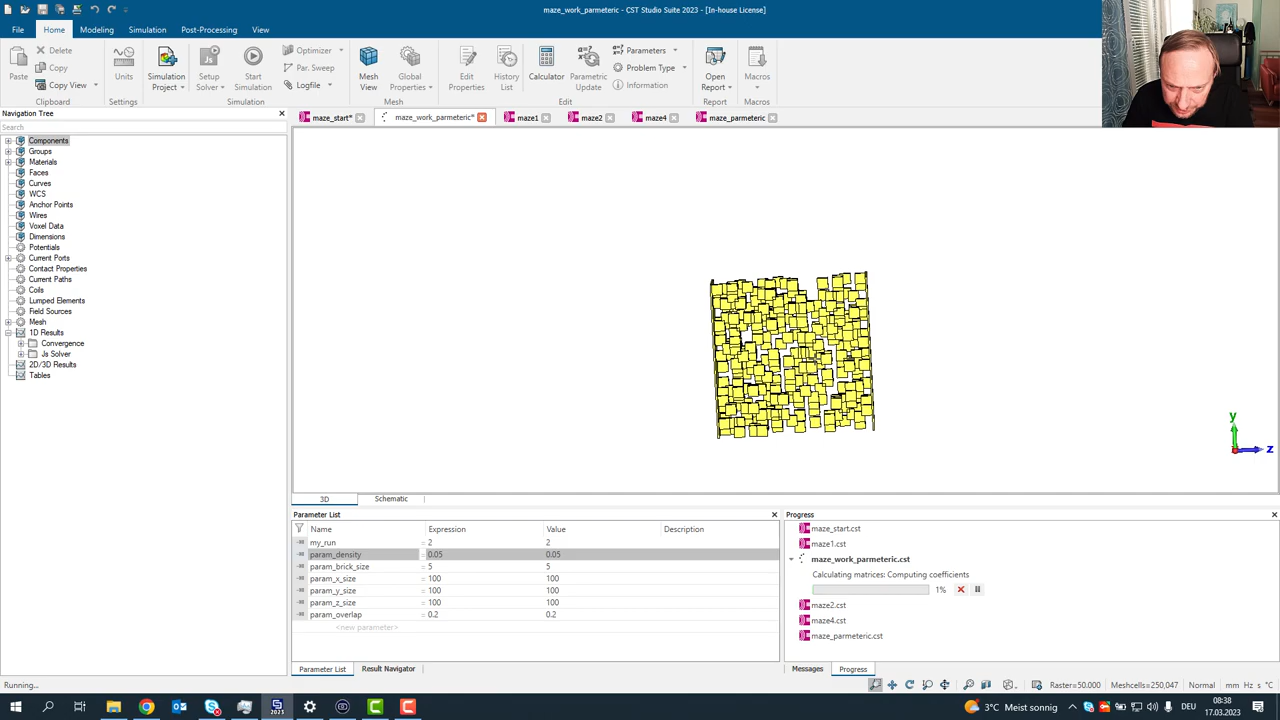 maze_work_parmeteric - CST Studio Suite 2023 - [In-house License]
File Home Modeling Simulation Post-Processing View
Paste
Delete
Copy
Copy View
Units
Simulation Project
Setup Solver
Start Simulation
Optimizer
Par. Sweep
Logfile
Mesh View
Global Properties
Edit Properties
History List
Calculator
Parametric Update
Parameters
Problem Type
Information
Open Report
Macros
Clipboard Settings Simulation Mesh Edit Report Macros
Navigation Tree
maze_start* maze_work_parmeteric* maze1 maze2 maze4 maze_parmeteric
Search
Components
Groups
Materials
Faces
Curves
WCS
Anchor Points
Wires
Voxel Data
Dimensions
Potentials
Current Ports
Contact Properties
Current Paths
Coils
Lumped Elements
Field Sources
Mesh
1D Results
Convergence
Js Solver
2D/3D Results
Tables
y
z
3D Schematic
Parameter List
Name Expression Value Description
my_run = 2 2
param_density = 0.05 0.05
param_brick_size = 5 5
param_x_size = 100 100
param_y_size = 100 100
param_z_size = 100 100
param_overlap = 0.2 0.2
<new parameter>
Parameter List Result Navigator
Progress
maze_start.cst
maze1.cst
maze_work_parmeteric.cst
Calculating matrices: Computing coefficients
1%
maze2.cst
maze4.cst
maze_parmeteric.cst
Messages Progress
Running... Raster=50.000 Meshcells=250,047 Normal mm Hz s °C
3°C Meist sonnig DEU 08:38
17.03.2023